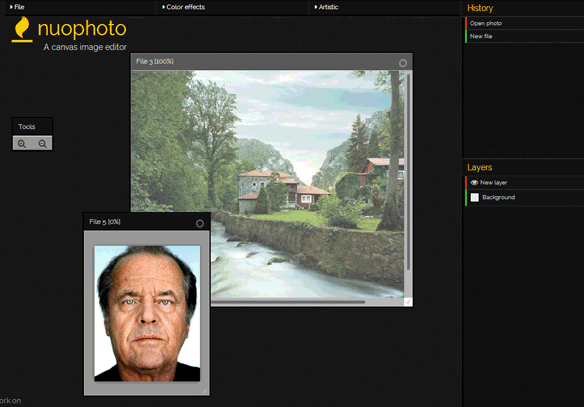 File
Color effects
Artistic
nuophoto
A canvas image editor
File 3 [100%]
Tools
File 5 [0%]
History
Open photo
New file
Layers
New layer
Background
ork on